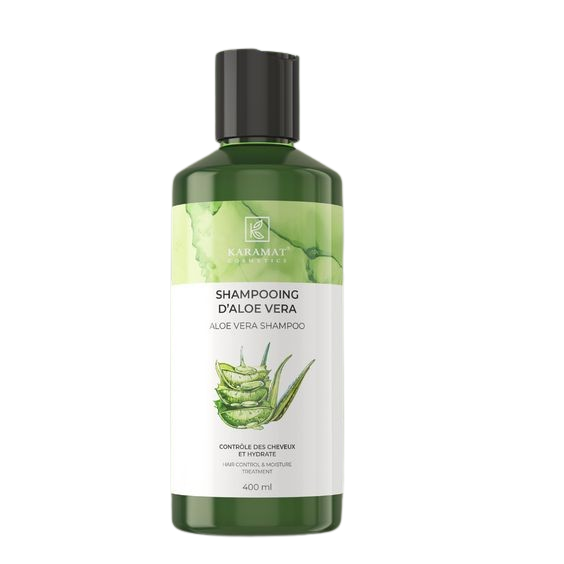 KARAMAT®
COSMETICS
SHAMPOOING
D'ALOE VERA
ALOE VERA SHAMPOO
CONTRÔLE DES CHEVEUX
ET HYDRATE
HAIR CONTROL & MOISTURE
TREATMENT
400 ml